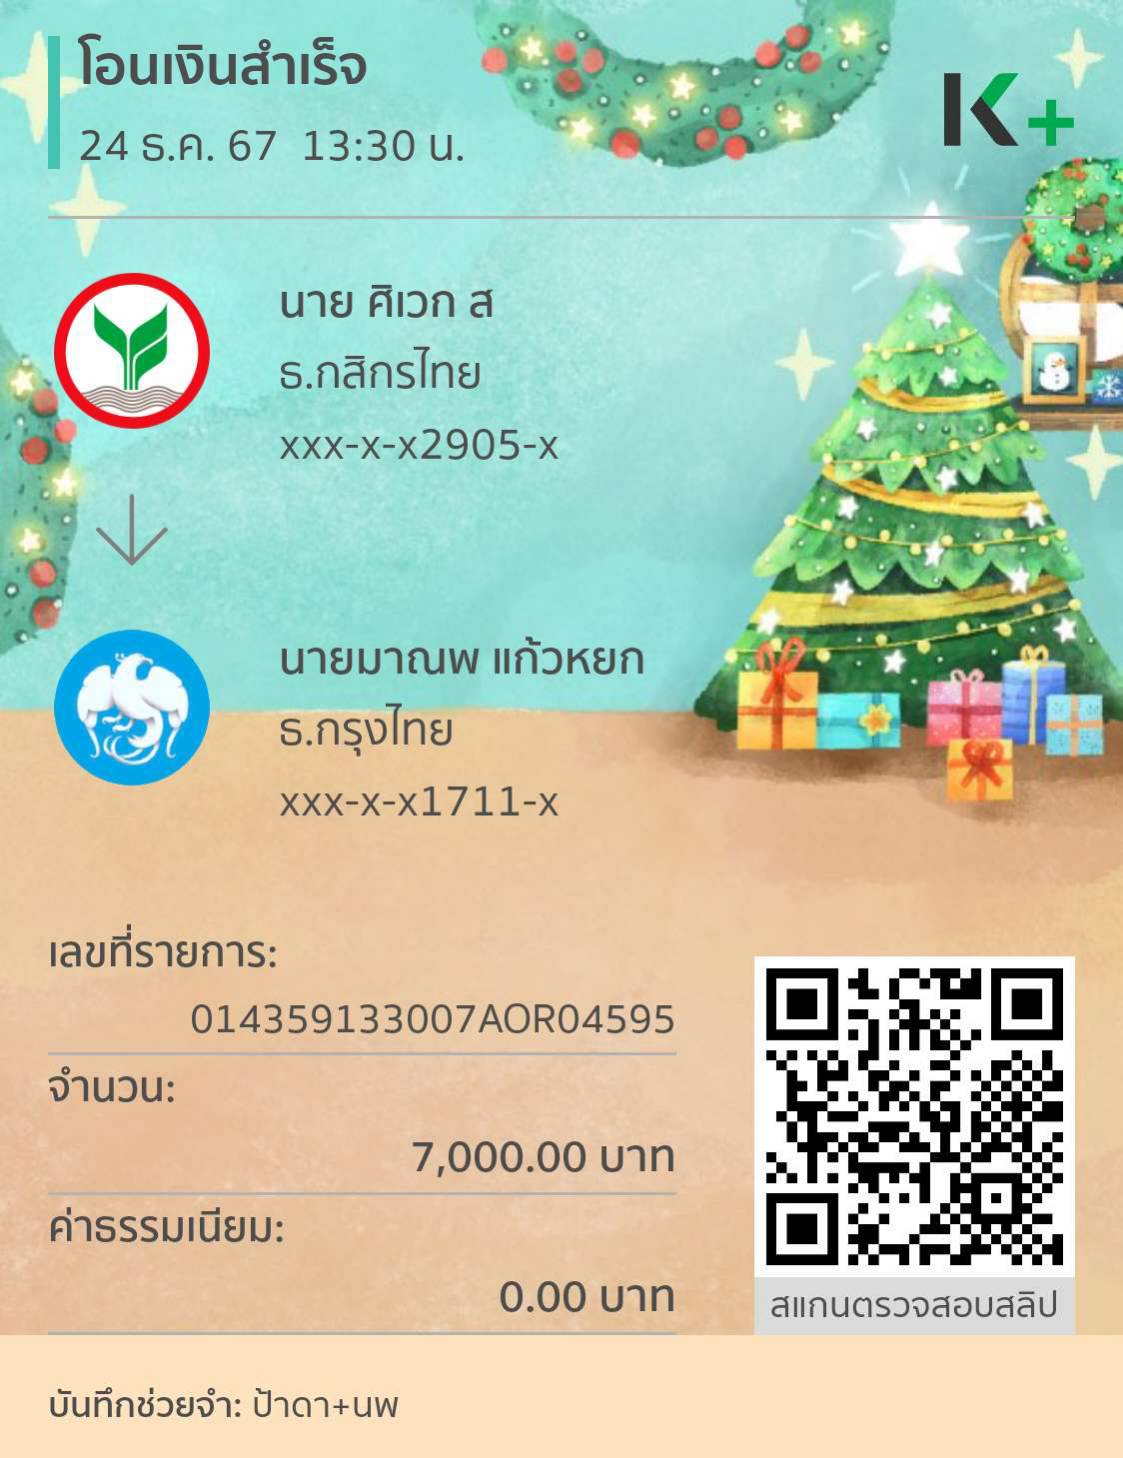 โอนเงินสำเร็จ
24 ธ.ค. 67 13:30 น.
K+
นาย ศิเวก ส
ธ.กสิกรไทย
xxx-x-x2905-x
นายมาณพ แก้วหยก
ธ.กรุงไทย
xxx-x-x1711-x
เลขที่รายการ:
014359133007AOR04595
จำนวน:
7,000.00 บาท
ค่าธรรมเนียม:
0.00 บาท
สแกนตรวจสอบสลิป
บันทึกช่วยจำ: ป้าดา+นพ